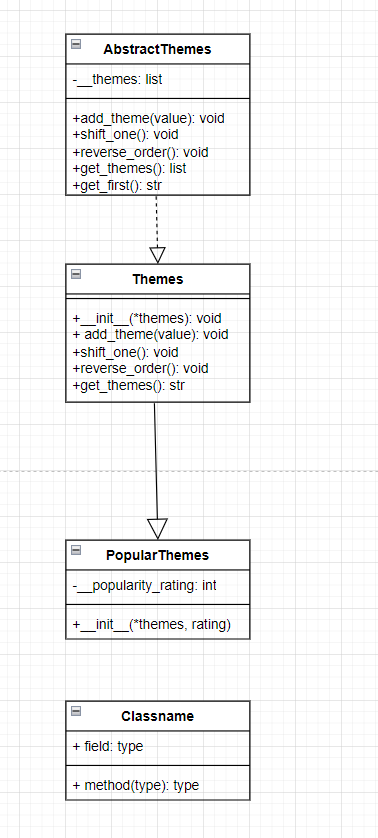 AbstractThemes
-__themes: list
+add_theme(value): void
+shift_one(): void
+reverse_order(): void
+get_themes(): list
+get_first(): str
Themes
+__init__(*themes): void
+ add_theme(value): void
+shift_one(): void
+reverse_order(): void
+get_themes(): str
PopularThemes
-__popularity_rating: int
+__init__(*themes, rating)
Classname
+ field: type
+ method(type): type